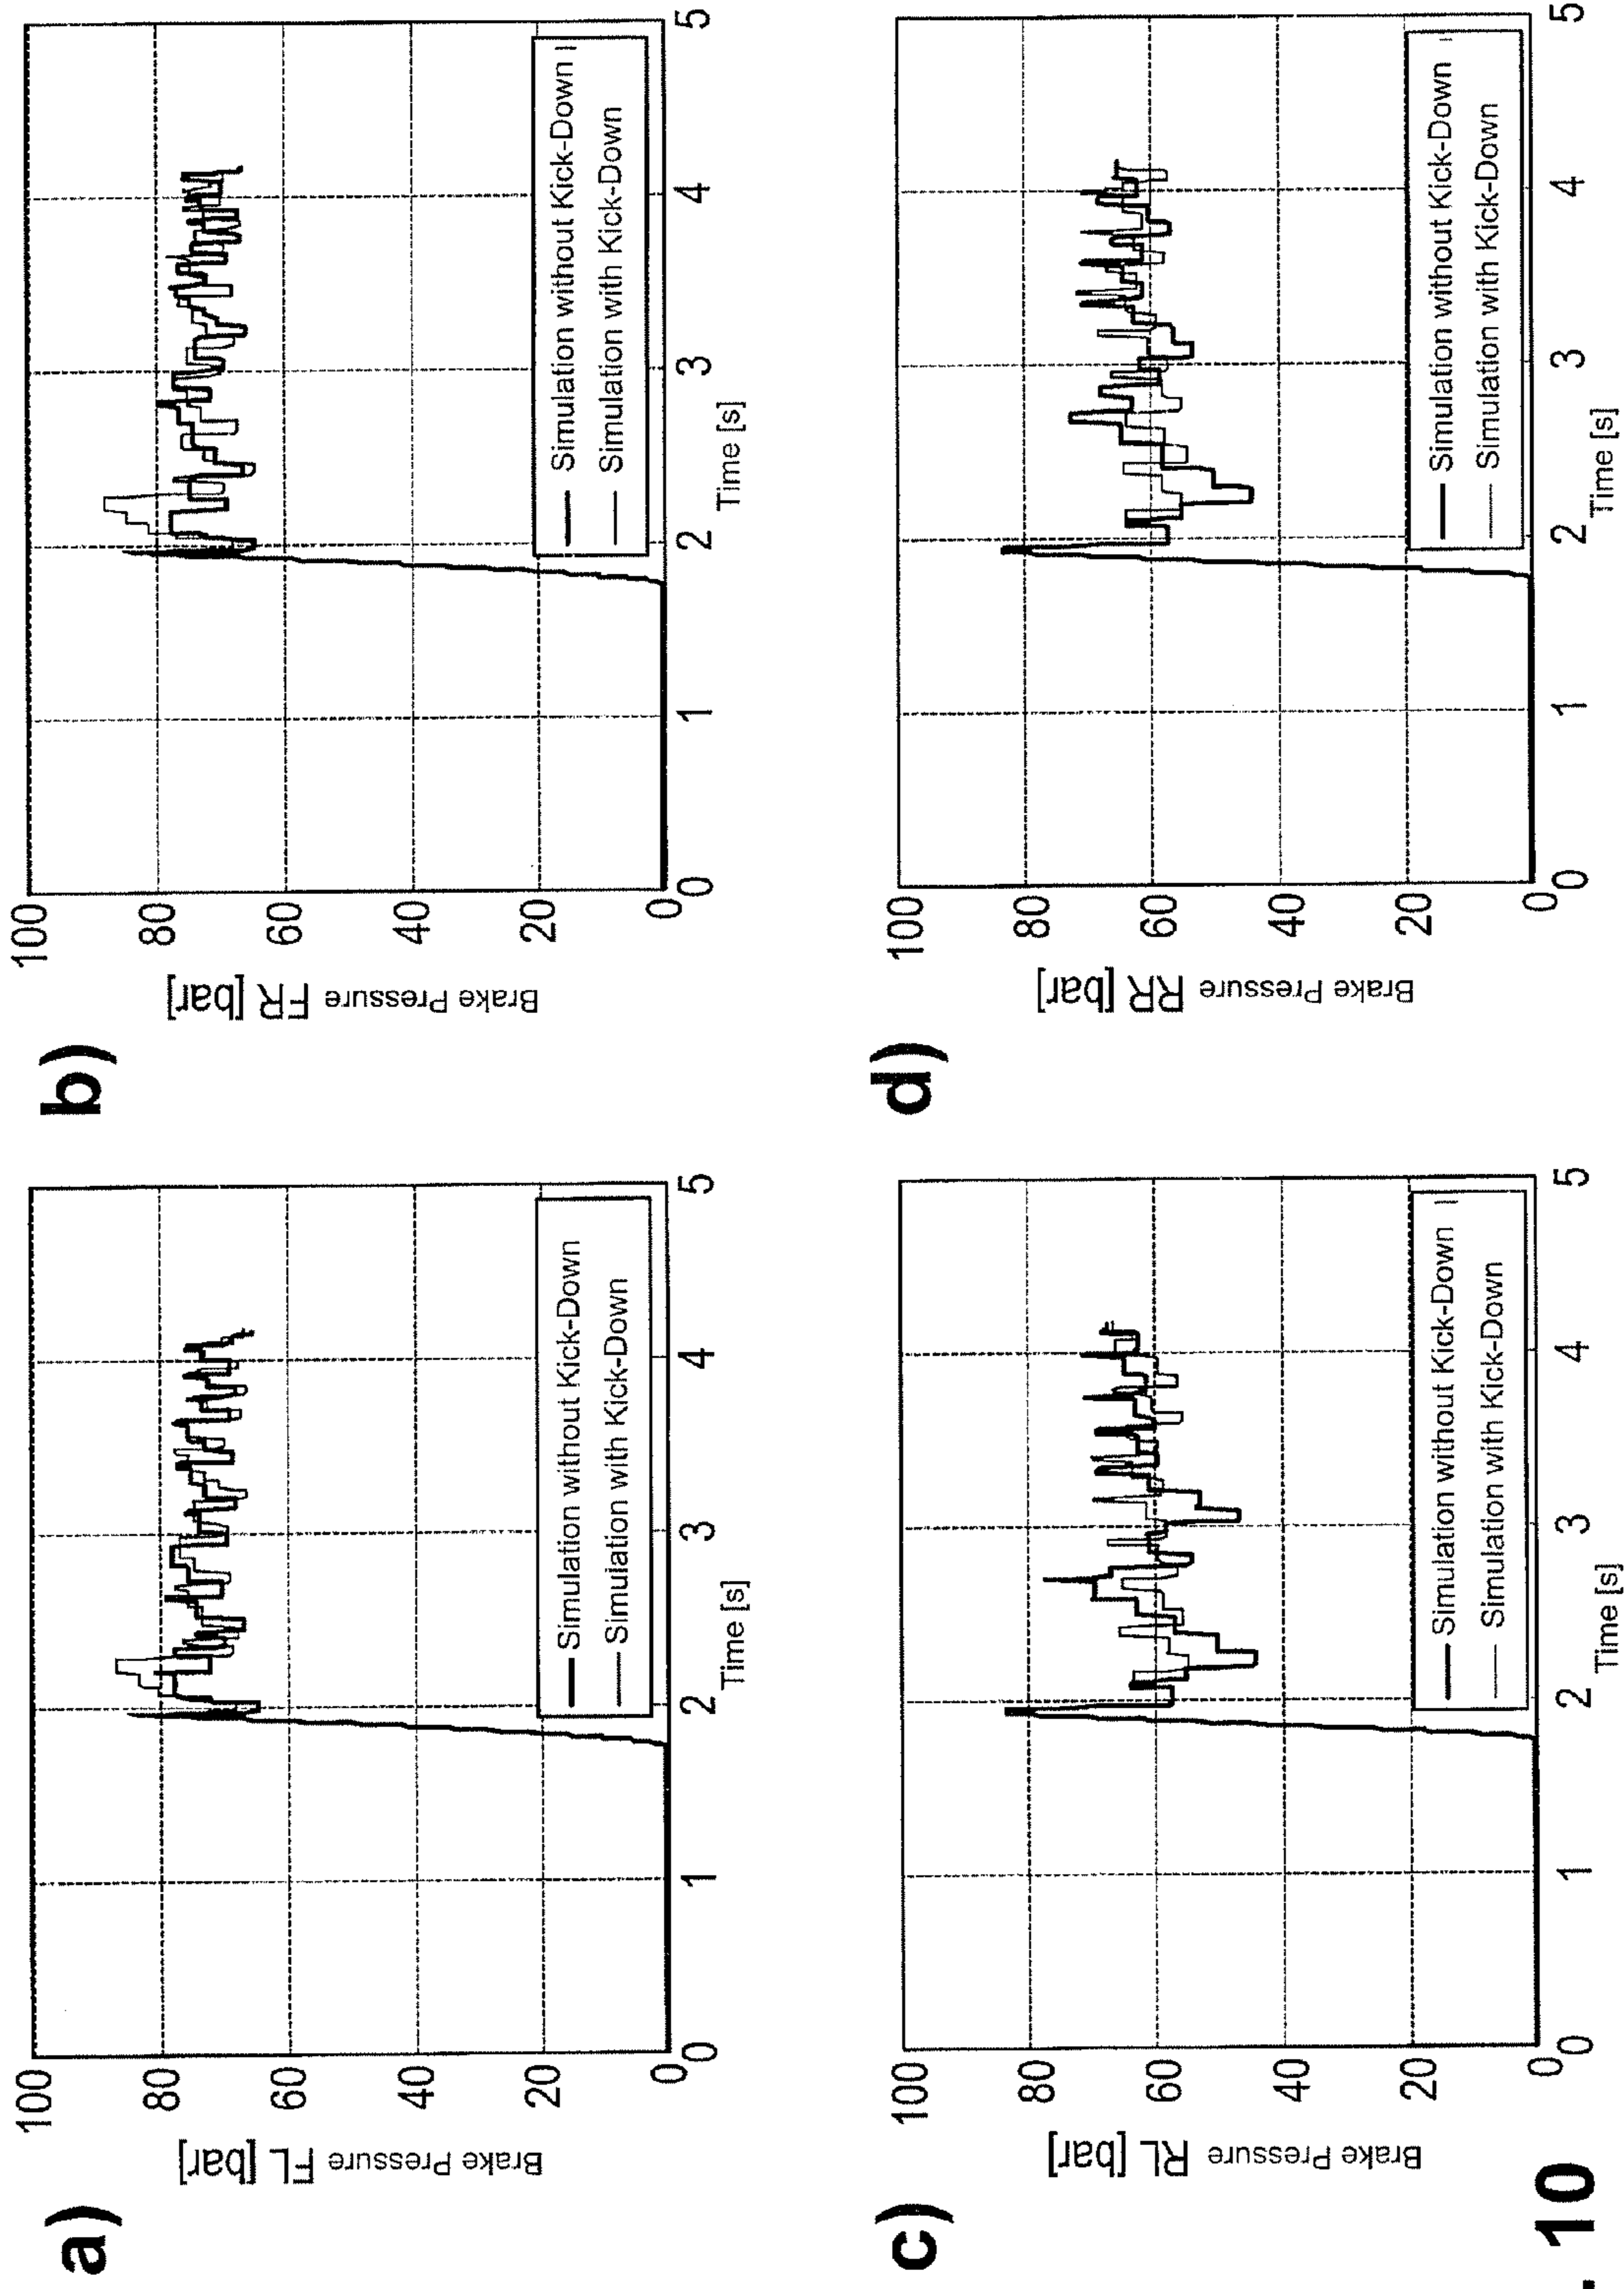 a)
Brake Pressure FL [bar]
100
80
60
40
20
0
0 1 2 3 4 5
Time [s]
Simulation without Kick-Down
Simulation with Kick-Down
b)
Brake Pressure FR [bar]
100
80
60
40
20
0
0 1 2 3 4 5
Time [s]
Simulation without Kick-Down
Simulation with Kick-Down
c)
Brake Pressure RL [bar]
100
80
60
40
20
0
0 1 2 3 4 5
Time [s]
Simulation without Kick-Down
Simulation with Kick-Down
d)
Brake Pressure RR [bar]
100
80
60
40
20
0
0 1 2 3 4 5
Time [s]
Simulation without Kick-Down
Simulation with Kick-Down
. 10